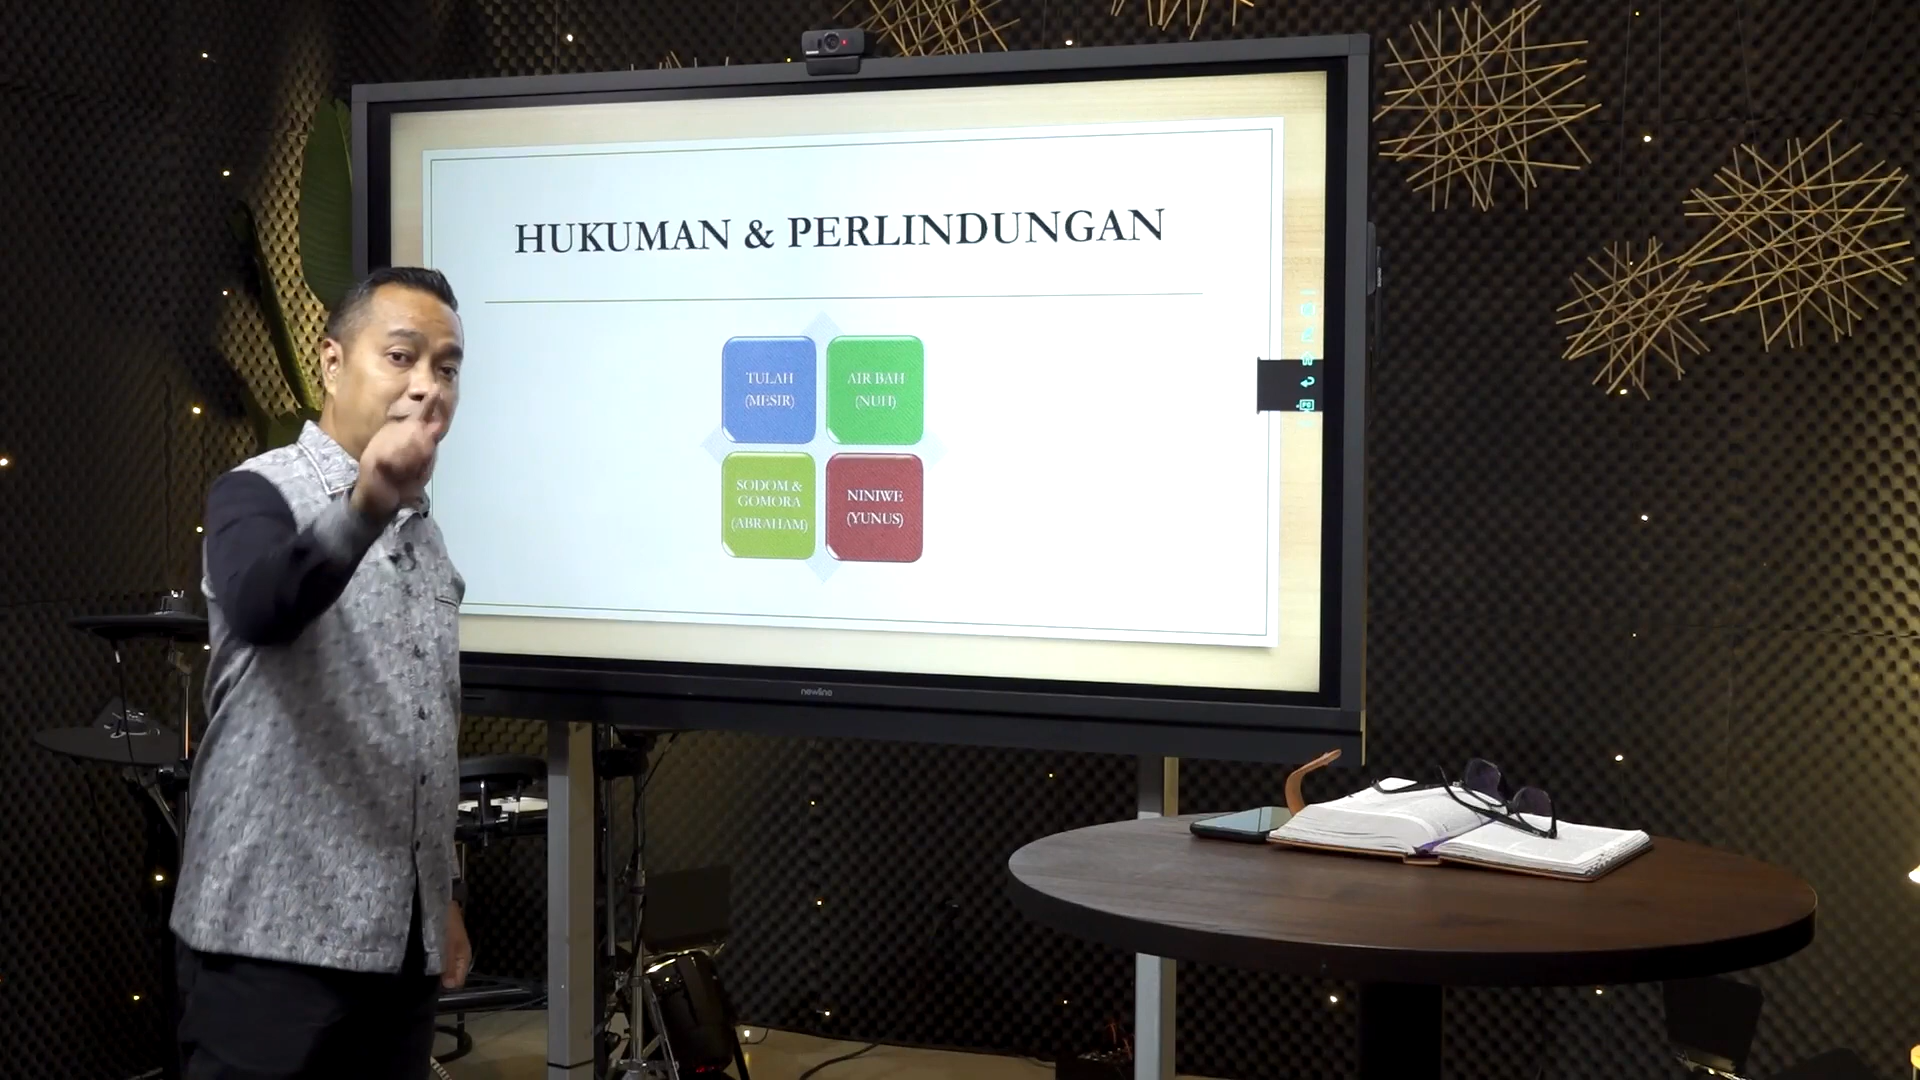 HUKUMAN & PERLINDUNGAN
TULAH
(MESIR)
AIR BAH
(NUH)
SODOM &
GOMORA
(ABRAHAM)
NINIWE
(YUNUS)
newline